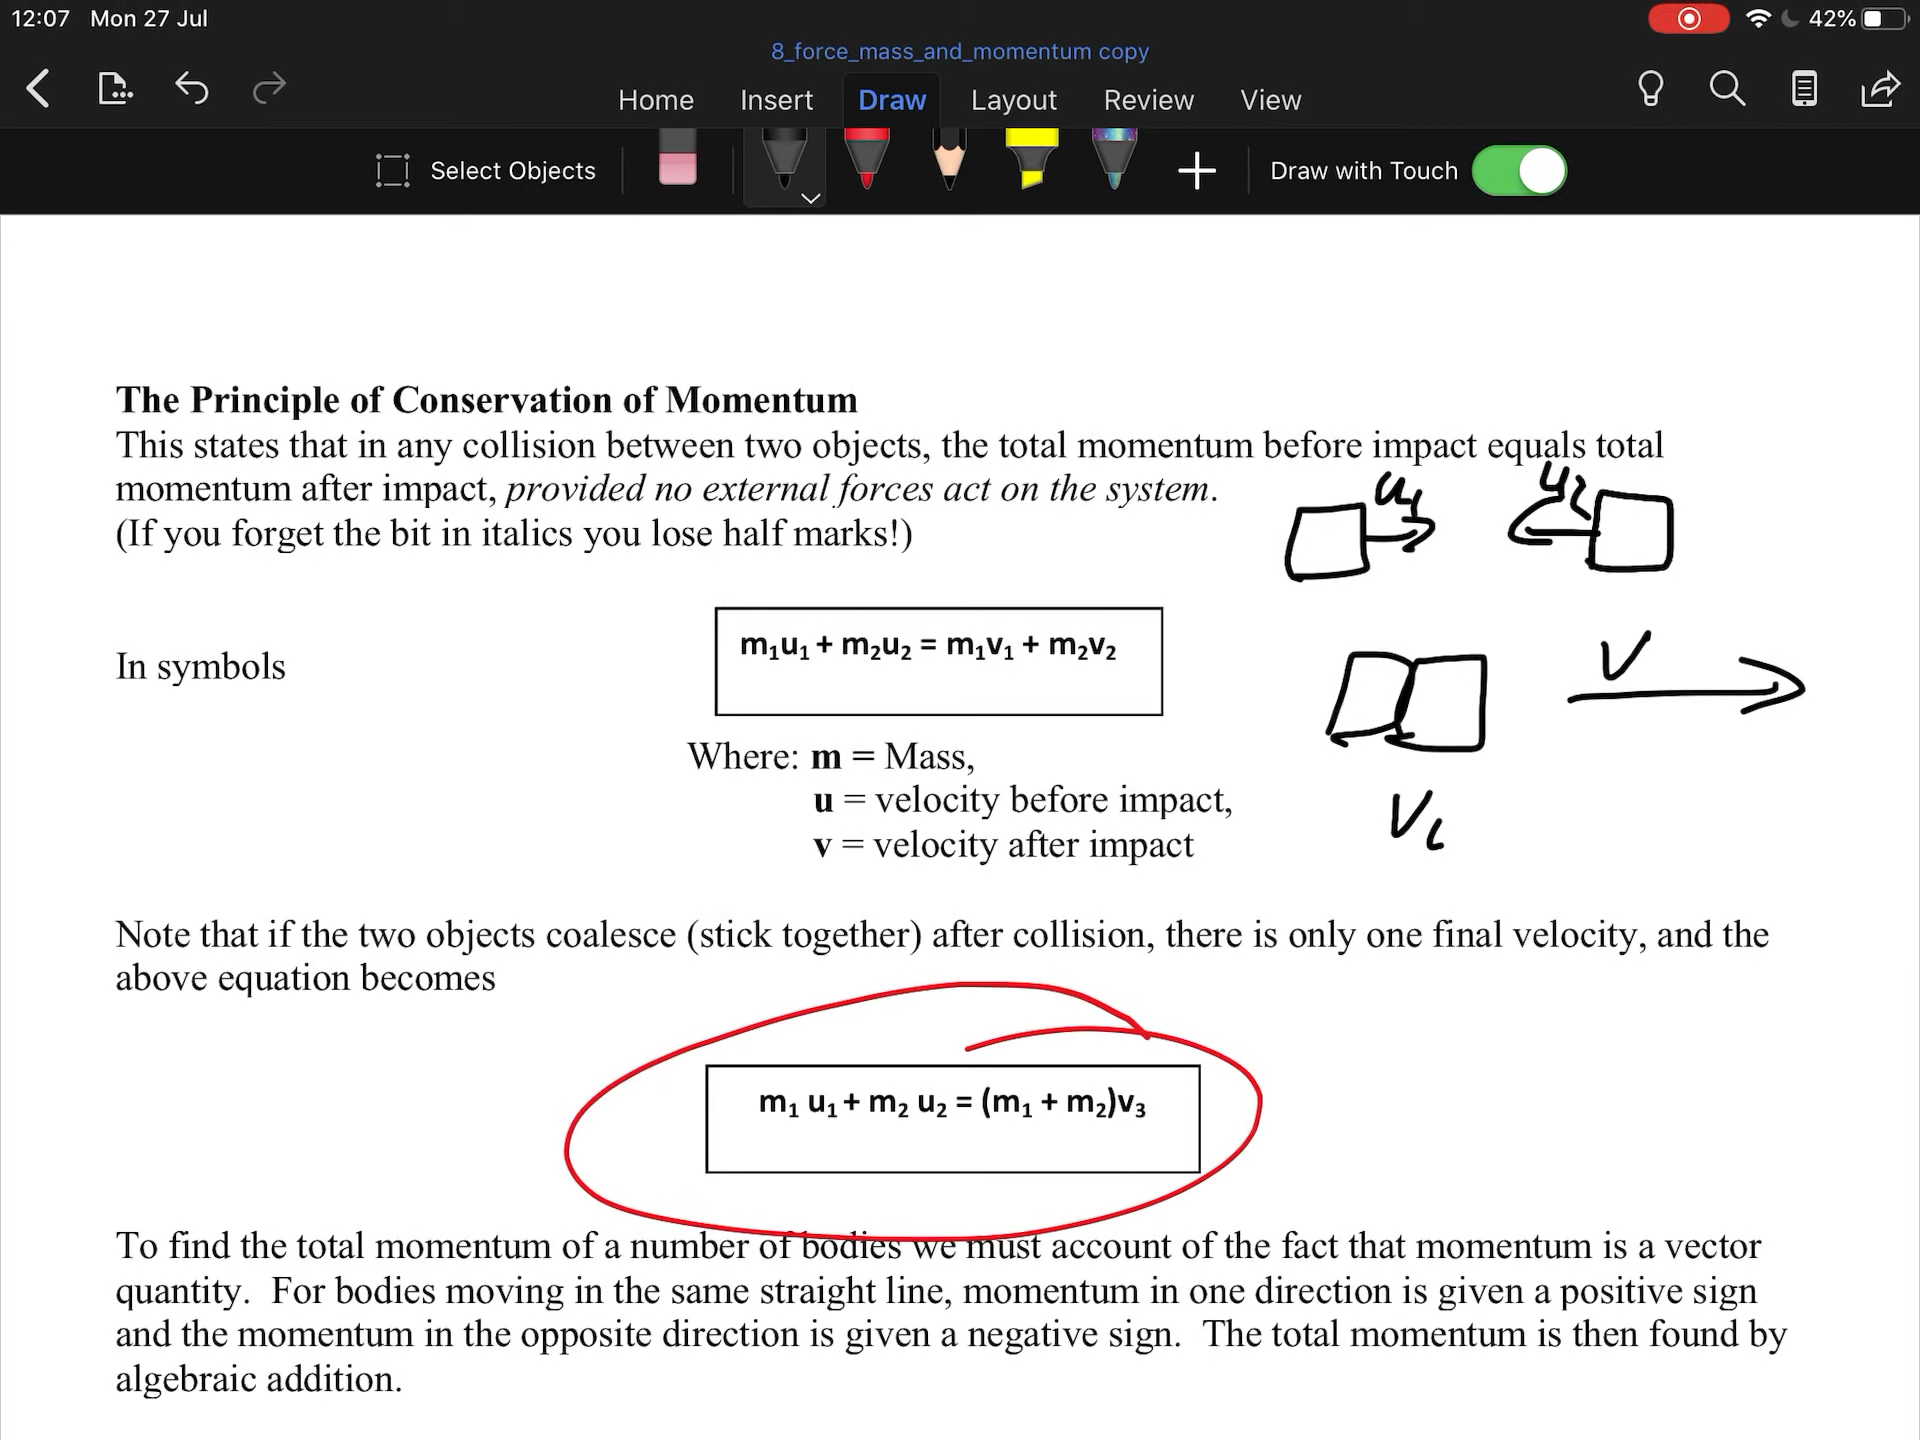 12:07 Mon 27 Jul
42%
8_force_mass_and_momentum copy
Home Insert Draw Layout Review View
Select Objects
Draw with Touch
The Principle of Conservation of Momentum
This states that in any collision between two objects, the total momentum before impact equals total
momentum after impact, provided no external forces act on the system.
(If you forget the bit in italics you lose half marks!)
u₁ u₂
In symbols
m₁u₁ + m₂u₂ = m₁v₁ + m₂v₂
V
Where: m = Mass,
u = velocity before impact,
v = velocity after impact
Note that if the two objects coalesce (stick together) after collision, there is only one final velocity, and the
above equation becomes
m₁ u₁ + m₂ u₂ = (m₁ + m₂)v₃
To find the total momentum of a number of bodies we must account of the fact that momentum is a vector
quantity. For bodies moving in the same straight line, momentum in one direction is given a positive sign
and the momentum in the opposite direction is given a negative sign. The total momentum is then found by
algebraic addition.